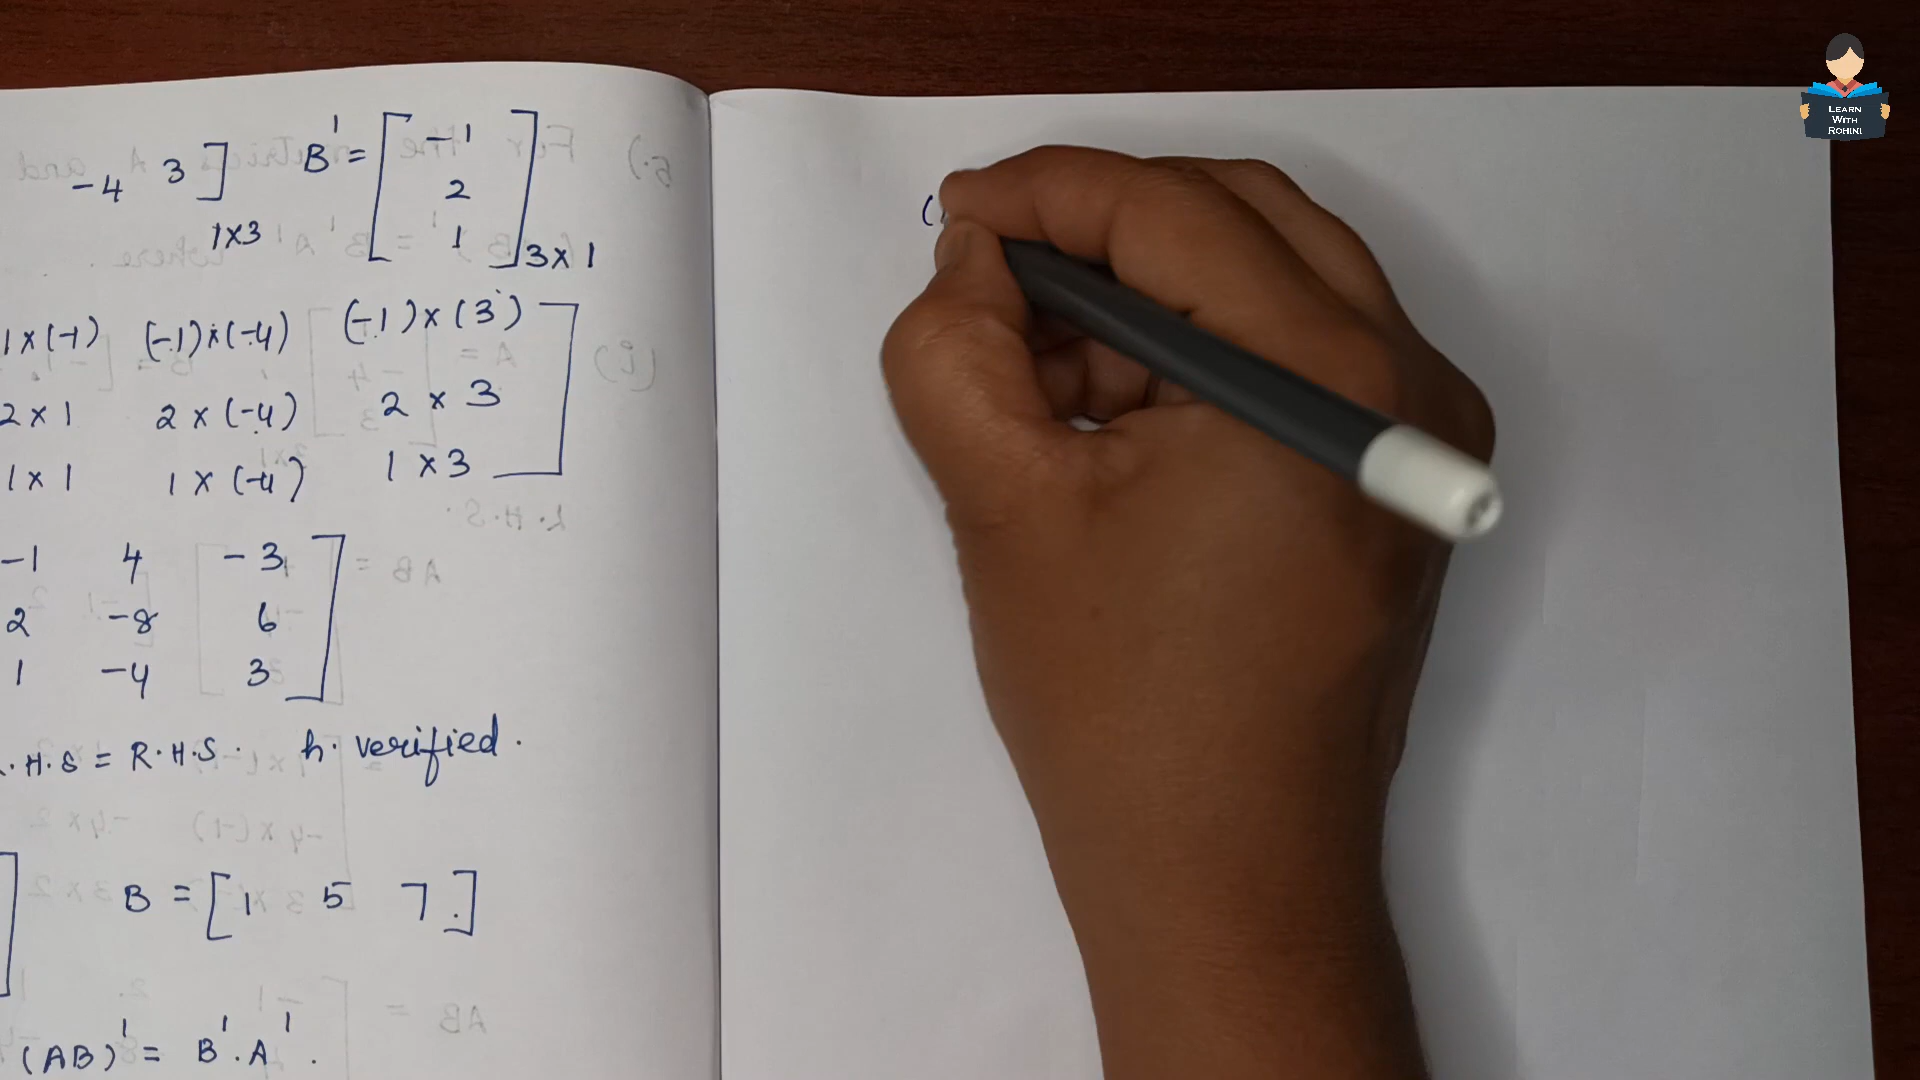 -4 3 ] B' = [ -1
2
1 ] 3×1
1×3
1×(-1) (-1)×(-4) (-1)×(3)
2×1 2×(-4) 2×3
1×1 1×(-4) 1×3
-1 4 -3
2 -8 6
1 -4 3
.H.S = R.H.S. h. verified.
B = [ 1 5 7. ]
(AB)' = B'.A'.
(
LEARN
WITH
ROHINI